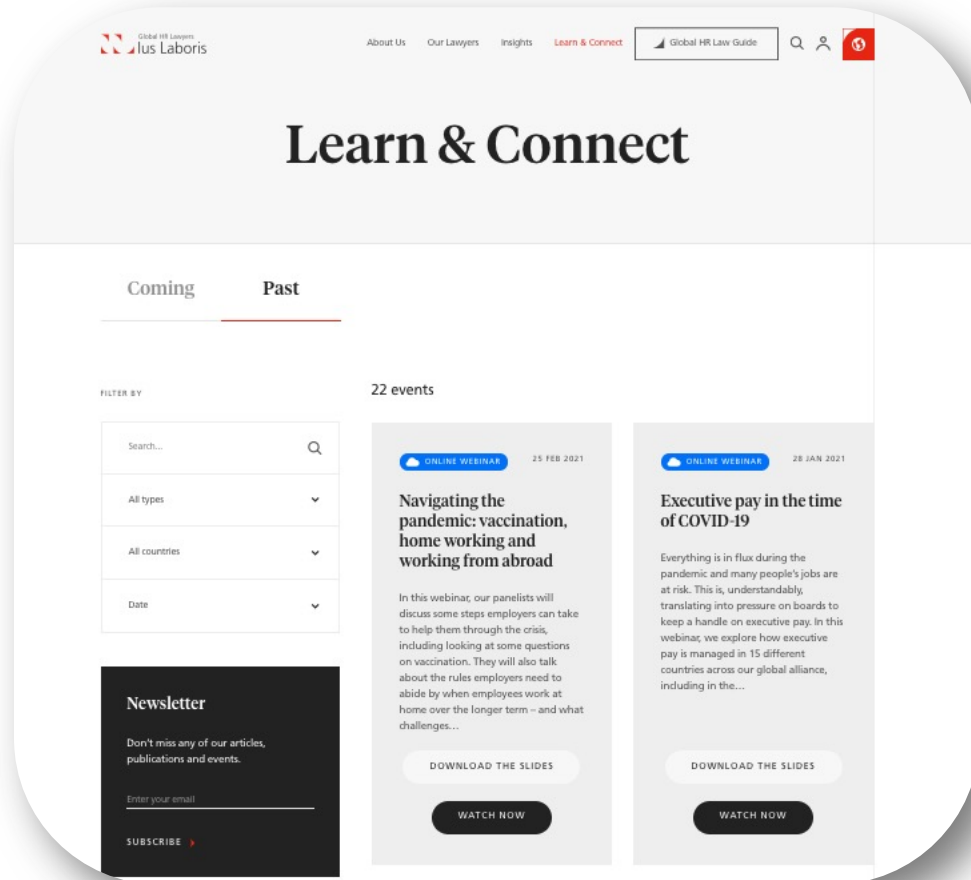 Global HR Lawyers
Ius Laboris
About Us
Our Lawyers
Insights
Learn & Connect
Global HR Law Guide
Learn & Connect
Coming
Past
FILTER BY
22 events
Search...
All types
All countries
Date
Newsletter
Don't miss any of our articles,
publications and events.
Enter your email
SUBSCRIBE
ONLINE WEBINAR
25 FEB 2021
Navigating the
pandemic: vaccination,
home working and
working from abroad
In this webinar, our panelists will
discuss some steps employers can take
to help them through the crisis,
including looking at some questions
on vaccination. They will also talk
about the rules employers need to
abide by when employees work at
home over the longer term – and what
challenges…
DOWNLOAD THE SLIDES
WATCH NOW
ONLINE WEBINAR
28 JAN 2021
Executive pay in the time
of COVID-19
Everything is in flux during the
pandemic and many people's jobs are
at risk. This is, understandably,
translating into pressure on boards to
keep a handle on executive pay. In this
webinar, we explore how executive
pay is managed in 15 different
countries across our global alliance,
including in the…
DOWNLOAD THE SLIDES
WATCH NOW